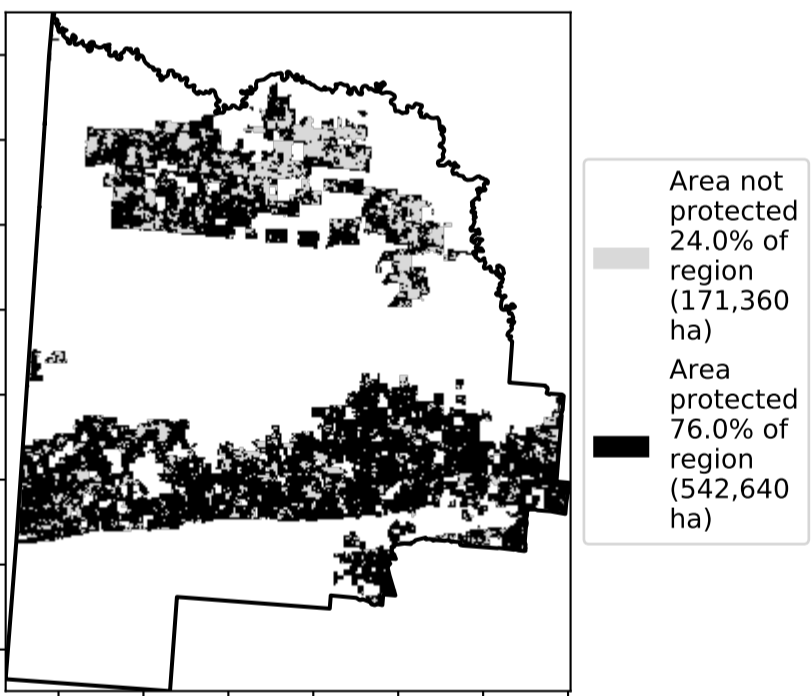 Area not
protected
24.0% of
region
(171,360
ha)
Area
protected
76.0% of
region
(542,640
ha)